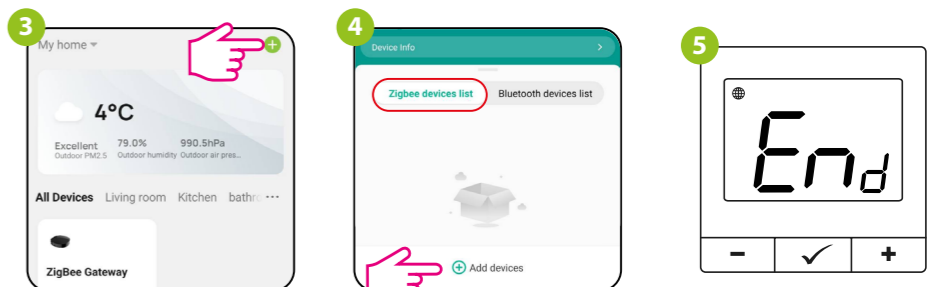 3
My home
4°C
Excellent 79.0% 990.5hPa
Outdoor PM2.5 Outdoor humidity Outdoor air pres...
All Devices Living room Kitchen bathro ···
ZigBee Gateway
4
Device Info >
Zigbee devices list Bluetooth devices list
Add devices
5
End
- ✓ +